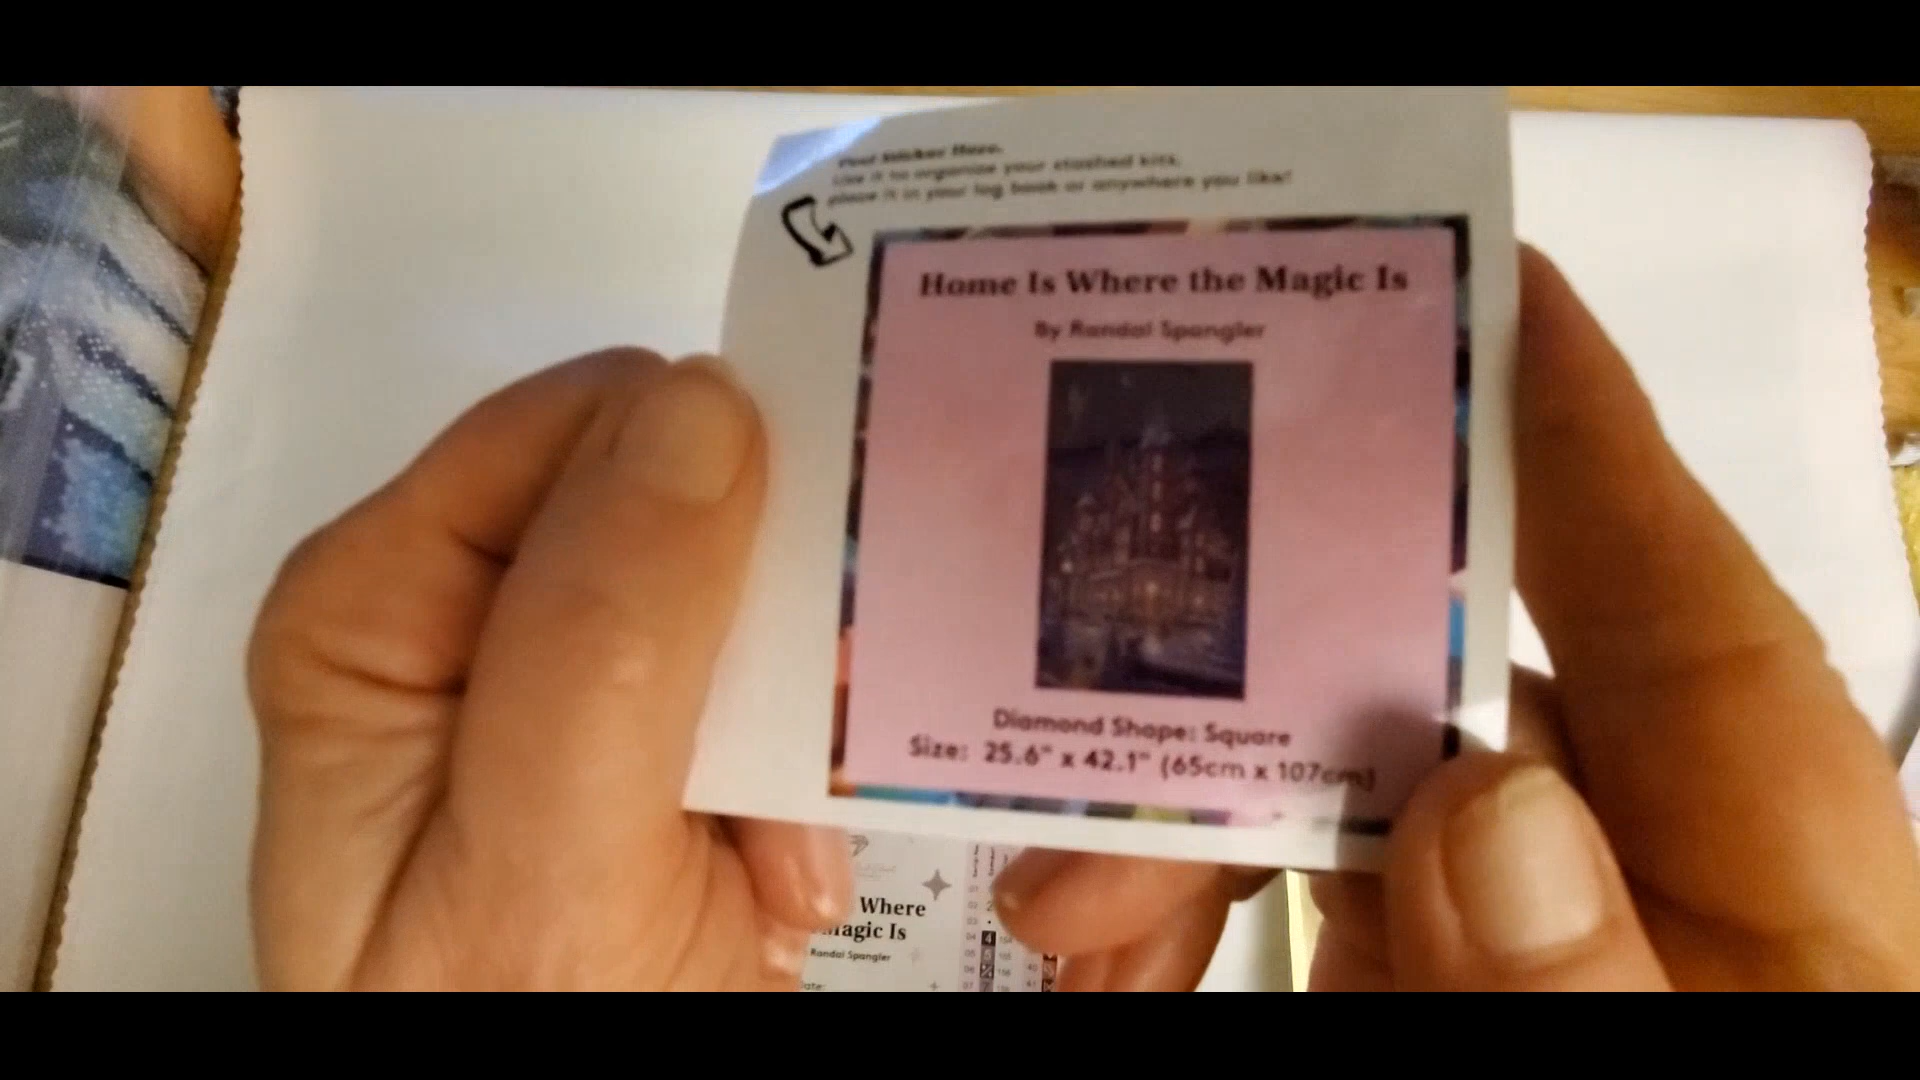 Peel Sticker Here.
Use it to organize your stashed kits,
place it in your log book or anywhere you like!
Home Is Where the Magic Is
By Randal Spangler
Diamond Shape: Square
Size: 25.6" x 42.1" (65cm x 107cm)
Where
Magic Is
Randal Spangler